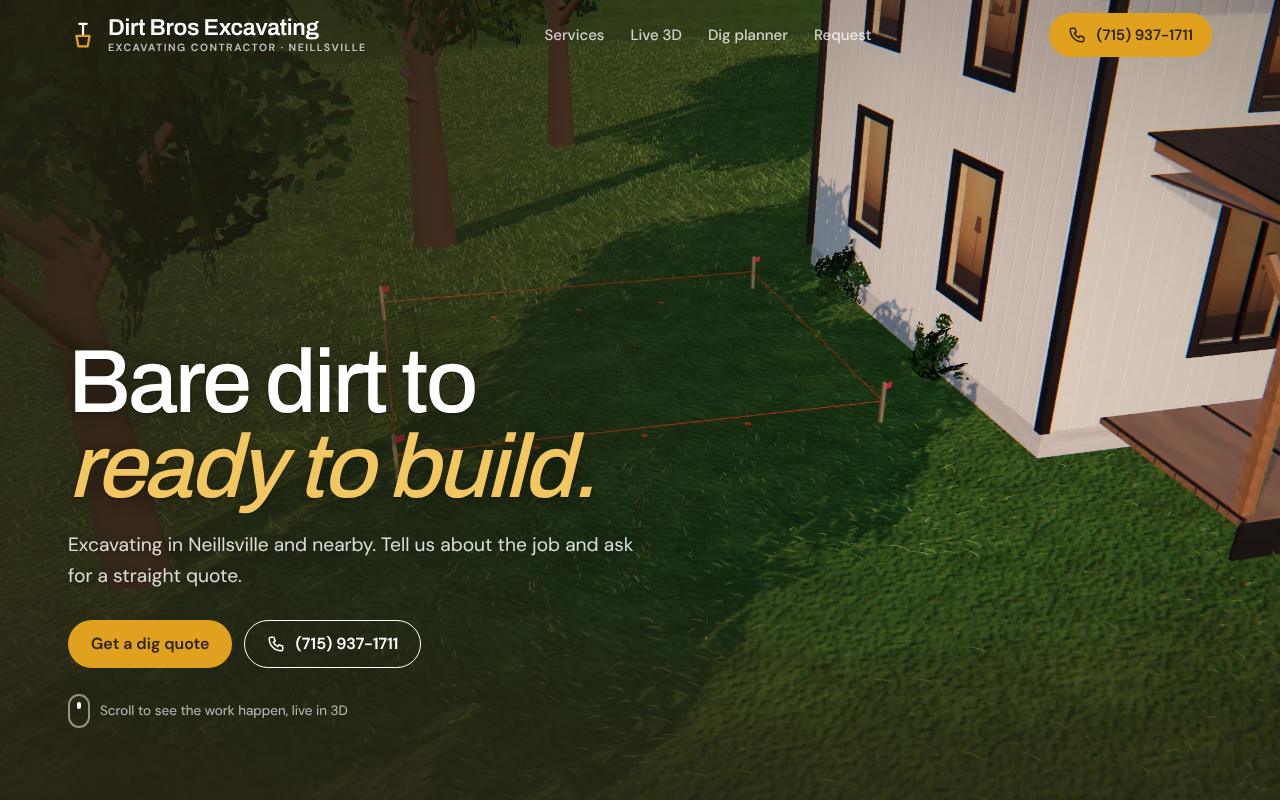 Dirt Bros Excavating
EXCAVATING CONTRACTOR · NEILLSVILLE
Services
Live 3D
Dig planner
Request
(715) 937-1711
Bare dirt to
ready to build.
Excavating in Neillsville and nearby. Tell us about the job and ask
for a straight quote.
Get a dig quote
(715) 937-1711
Scroll to see the work happen, live in 3D